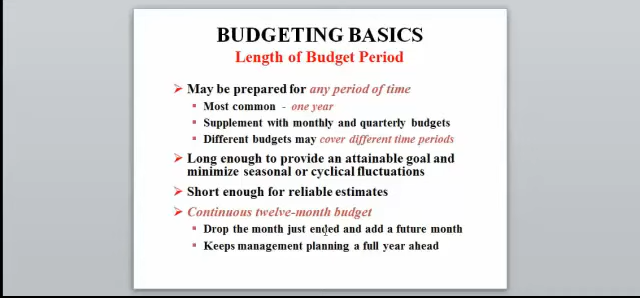 BUDGETING BASICS
Length of Budget Period
May be prepared for any period of time
Most common - one year
Supplement with monthly and quarterly budgets
Different budgets may cover different time periods
Long enough to provide an attainable goal and
minimize seasonal or cyclical fluctuations
Short enough for reliable estimates
Continuous twelve-month budget
Drop the month just ended and add a future month
Keeps management planning a full year ahead